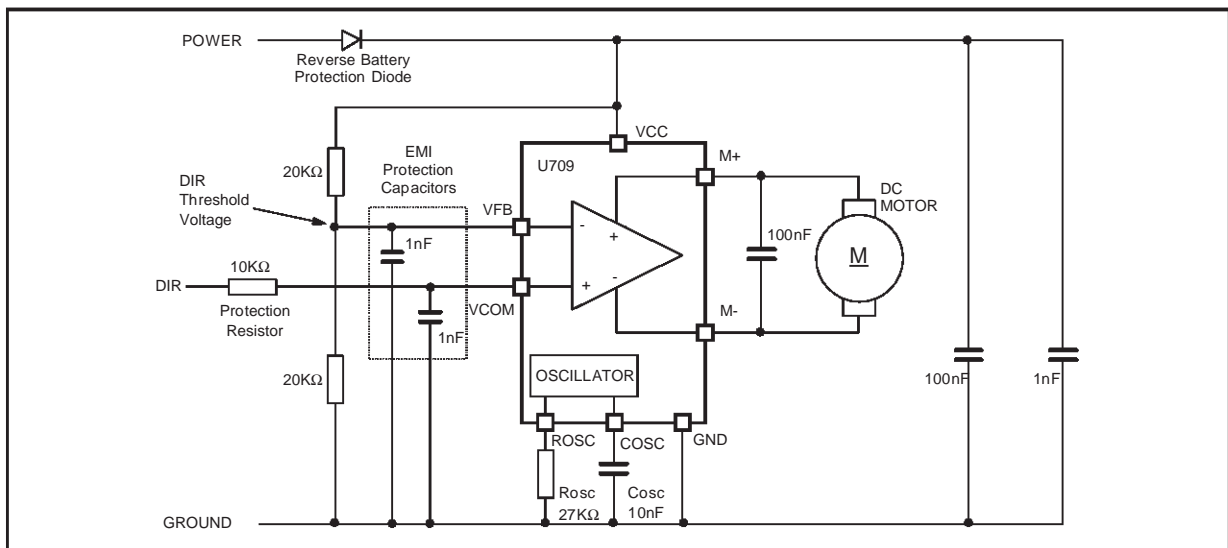 POWER
Reverse Battery
Protection Diode
VCC
M+
U709
EMI
Protection
Capacitors
20KΩ
DIR
Threshold
Voltage
VFB
-
+
DC
MOTOR
1nF
100nF
M
10KΩ
DIR
+
-
VCOM
Protection
Resistor
1nF
M-
20KΩ
OSCILLATOR
100nF
1nF
ROSC
COSC
GND
Rosc
27KΩ
Cosc
10nF
GROUND